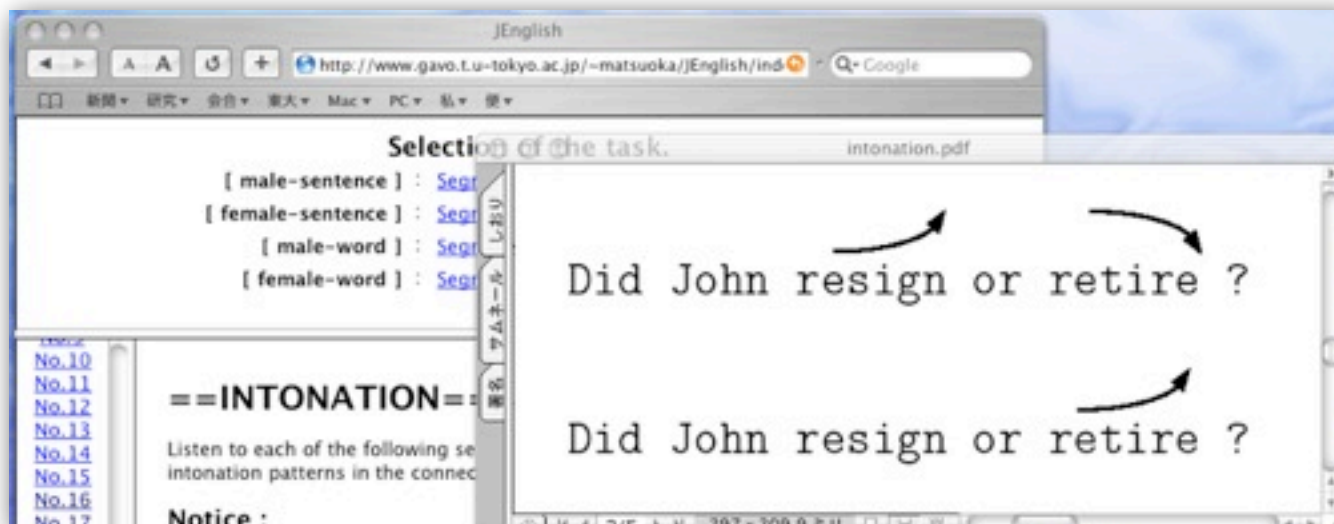 JEnglish
A A http://www.gavo.t.u-tokyo.ac.jp/~matsuoka/JEnglish/ind Google
新聞 研究 会合 東大 Mac PC 私 便
Selection of the task.
[ male-sentence ] : Segr
[ female-sentence ] : Segr
[ male-word ] : Segr
[ female-word ] : Segr
No.10
No.11
No.12
No.13
No.14
No.15
No.16
No.17
==INTONATION==
Listen to each of the following se
intonation patterns in the connec
Notice :
intonation.pdf
しおり
サムネール
署名
Did John resign or retire ?
Did John resign or retire ?